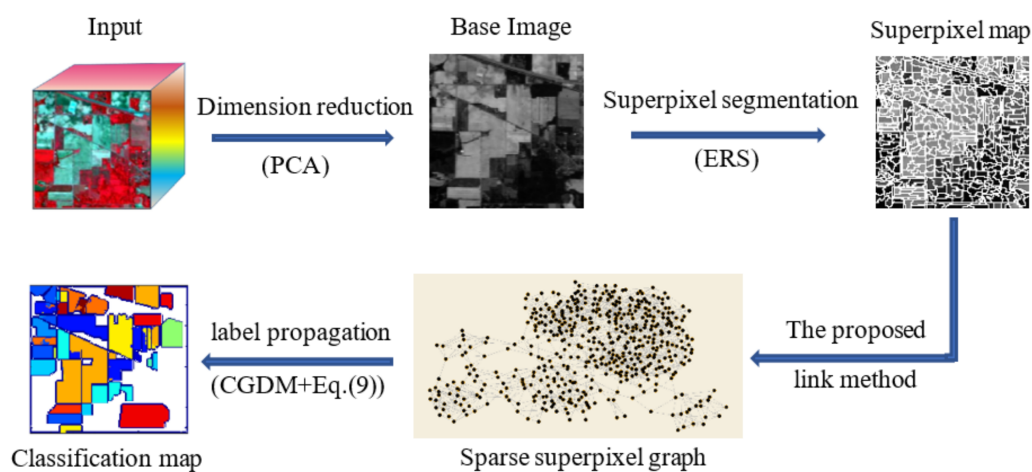 Input
Dimension reduction
(PCA)
Base Image
Superpixel segmentation
(ERS)
Superpixel map
The proposed
link method
Sparse superpixel graph
label propagation
(CGDM+Eq.(9))
Classification map